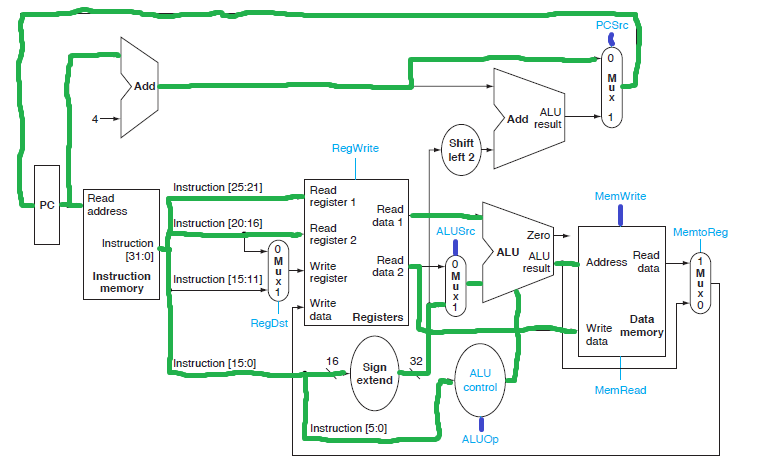 PCSrc
0
M
u
x
1
Add
4
Add ALU
result
Shift
left 2
RegWrite
PC
Read
address
Instruction
[31:0]
Instruction
memory
Instruction [25:21]
Instruction [20:16]
Instruction [15:11]
Instruction [15:0]
0
M
u
x
1
RegDst
Read
register 1
Read
register 2
Write
register
Write
data
Read
data 1
Read
data 2
Registers
ALUSrc
0
M
u
x
1
Zero
ALU
ALU
result
MemWrite
Address
Read
data
Write
data
Data
memory
MemRead
MemtoReg
1
M
u
x
0
16
Sign
extend
32
ALU
control
ALUOp
Instruction [5:0]